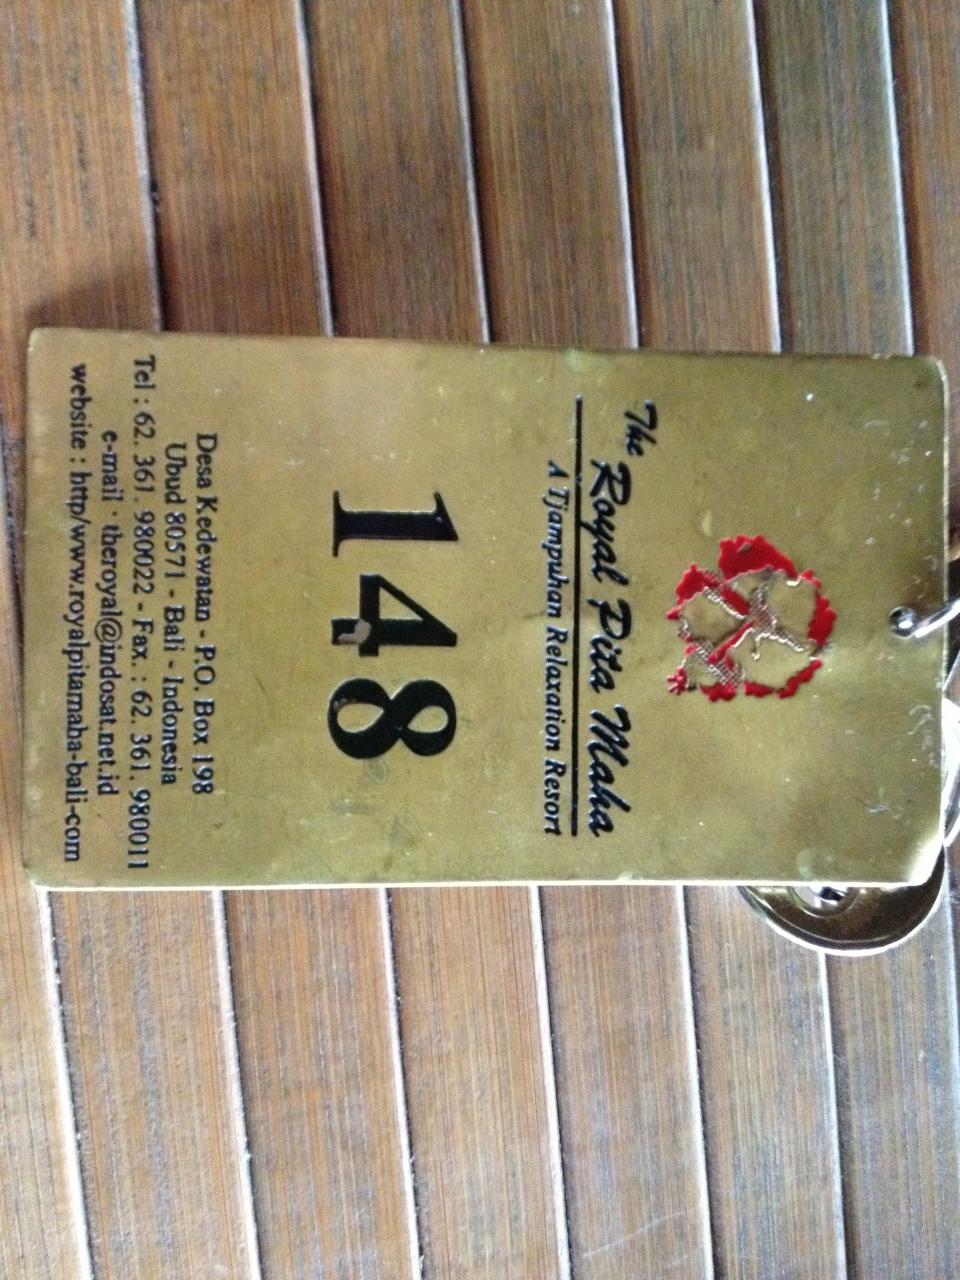 The Royal Pita Maha
A Tjampuhan Relaxation Resort
148
Desa Kedewatan - P.O. Box 198
Ubud 80571 - Bali - Indonesia
Tel : 62. 361. 980022 - Fax. : 62. 361. 980011
e-mail : theroyal@indosat.net.id
website : http/www.royalpitamaha-bali-com